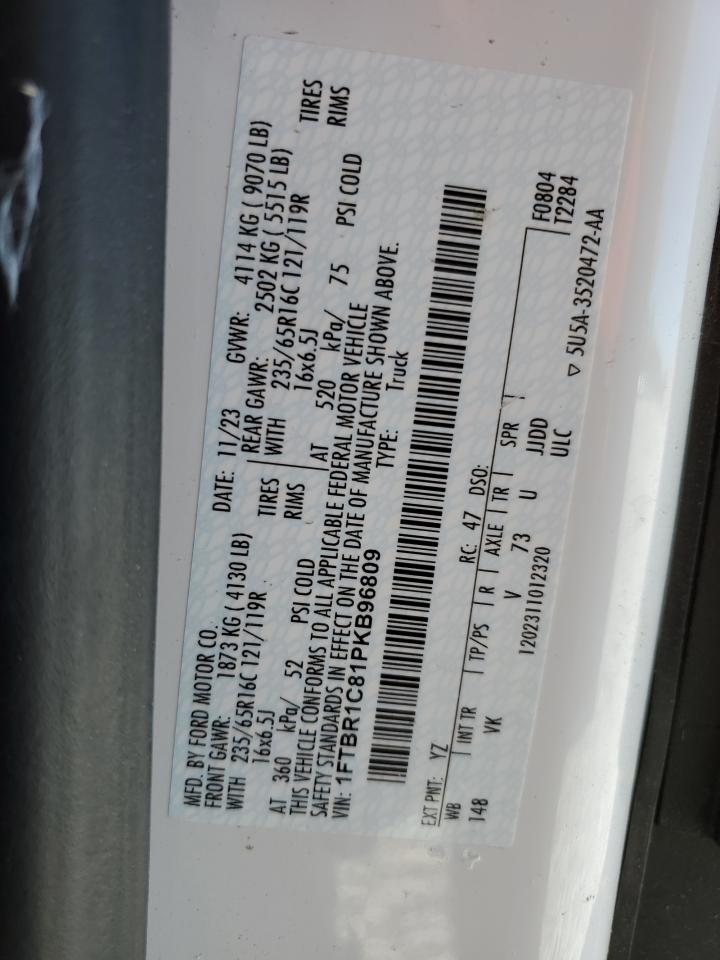 MFD. BY FORD MOTOR CO.
DATE: 11/23 GVWR: 4114 KG ( 9070 LB)
FRONT GAWR: 1873 KG ( 4130 LB) REAR GAWR: 2502 KG ( 5515 LB)
WITH 235/65R16C 121/119R TIRES WITH 235/65R16C 121/119R TIRES
16x6.5J RIMS 16x6.5J RIMS
AT 360 kPa/ 52 PSI COLD AT 520 kPa/ 75 PSI COLD
THIS VEHICLE CONFORMS TO ALL APPLICABLE FEDERAL MOTOR VEHICLE
SAFETY STANDARDS IN EFFECT ON THE DATE OF MANUFACTURE SHOWN ABOVE.
VIN: 1FTBR1C81PKB96809 TYPE: Truck
EXT PNT: YZ RC: 47 DSO:
WB INT TR TP/PS R AXLE TR SPR F0804
148 VK V 73 U JJDD T2284
1202311012320 ULC
▽ 5U5A-3520472-AA